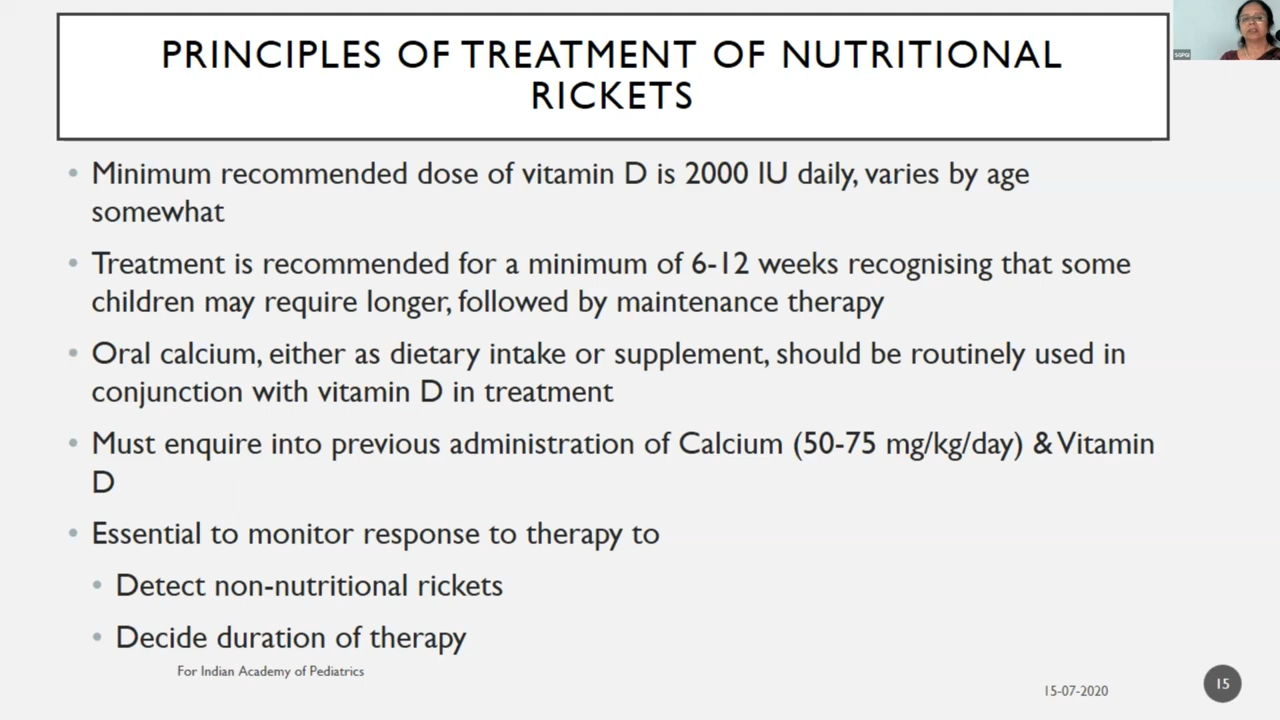 PRINCIPLES OF TREATMENT OF NUTRITIONAL
RICKETS
SGPGI
• Minimum recommended dose of vitamin D is 2000 IU daily, varies by age
somewhat
• Treatment is recommended for a minimum of 6-12 weeks recognising that some
children may require longer, followed by maintenance therapy
• Oral calcium, either as dietary intake or supplement, should be routinely used in
conjunction with vitamin D in treatment
• Must enquire into previous administration of Calcium (50-75 mg/kg/day) & Vitamin
D
• Essential to monitor response to therapy to
• Detect non-nutritional rickets
• Decide duration of therapy
For Indian Academy of Pediatrics
15-07-2020
15